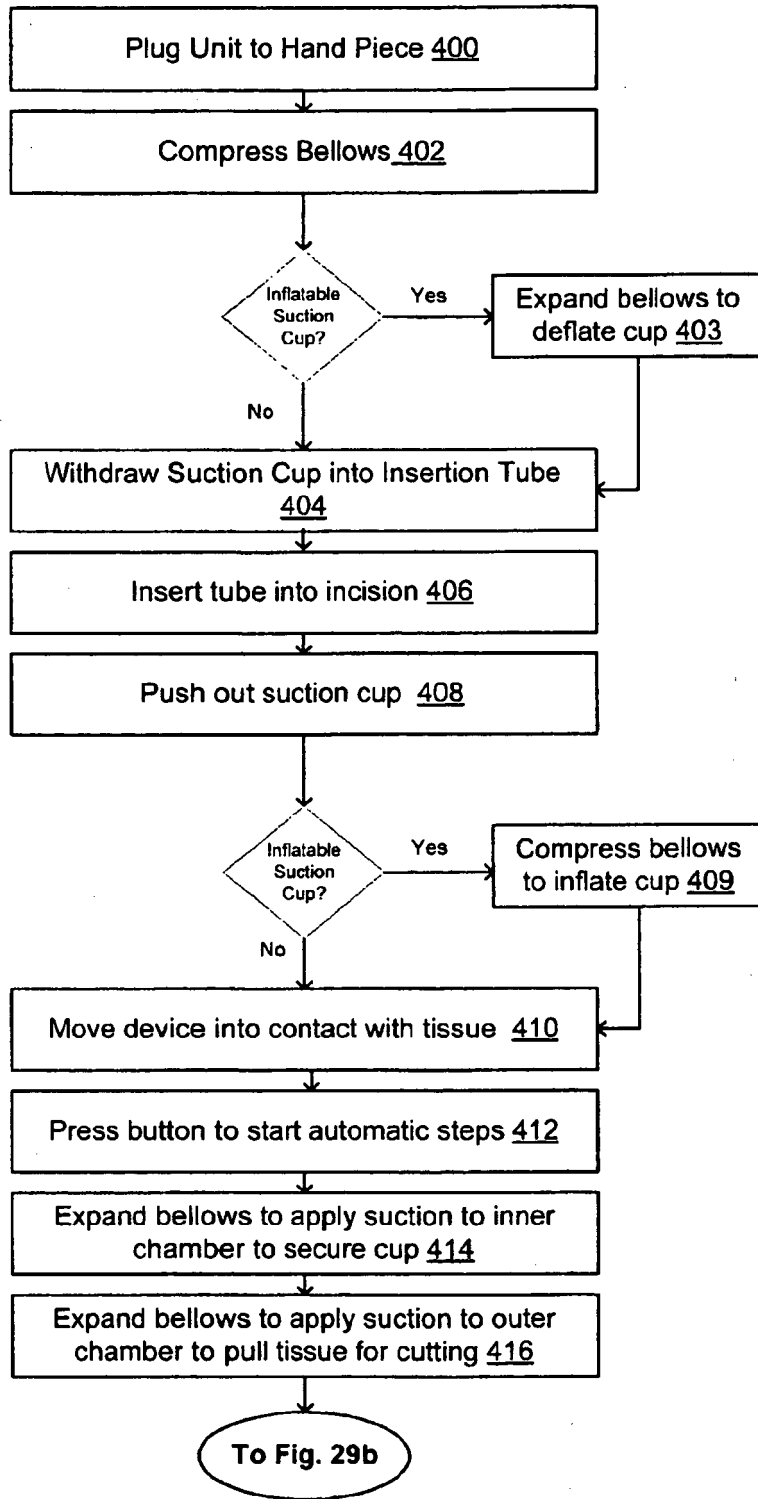 Plug Unit to Hand Piece 400
Compress Bellows 402
Inflatable
Suction
Cup?
Yes
Expand bellows to
deflate cup 403
No
Withdraw Suction Cup into Insertion Tube
404
Insert tube into incision 406
Push out suction cup 408
Inflatable
Suction
Cup?
Yes
Compress bellows
to inflate cup 409
No
Move device into contact with tissue 410
Press button to start automatic steps 412
Expand bellows to apply suction to inner
chamber to secure cup 414
Expand bellows to apply suction to outer
chamber to pull tissue for cutting 416
To Fig. 29b